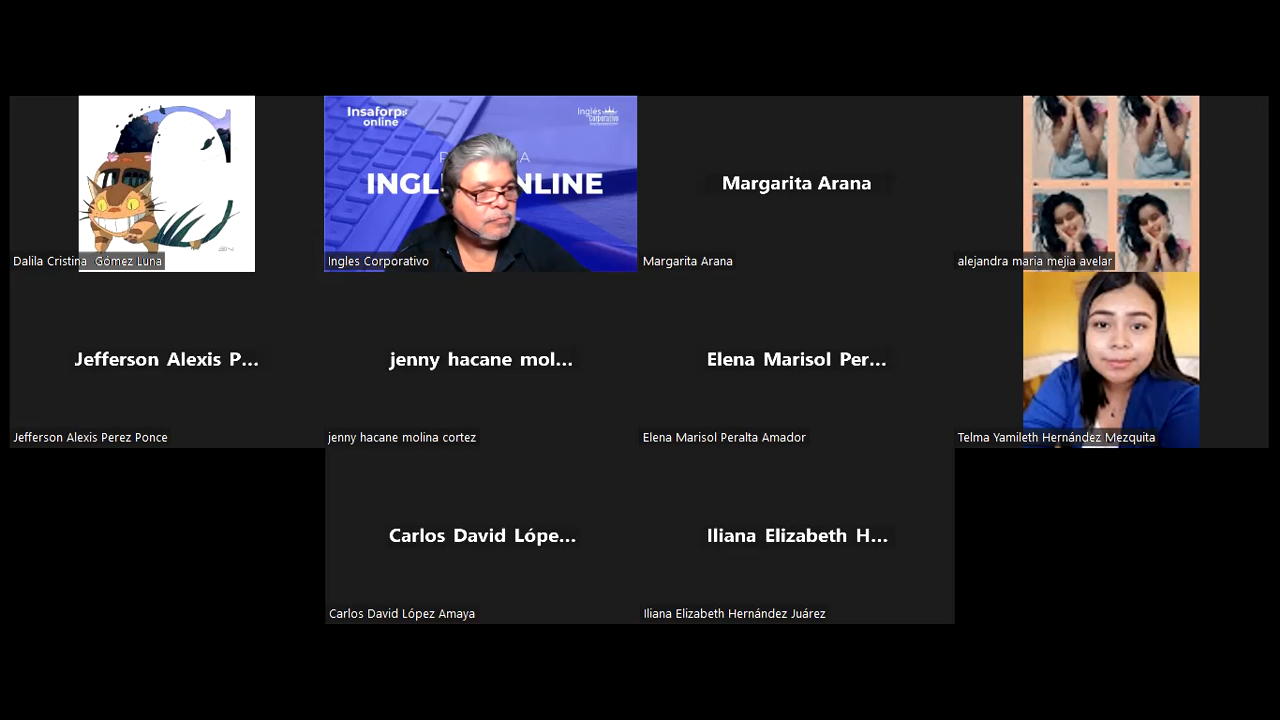 Insaforp
online
Inglés
Corporativo
INGL NLINE
Margarita Arana
Dalila Cristina Gómez Luna
Ingles Corporativo
Margarita Arana
alejandra maria mejia avelar
Jefferson Alexis P...
jenny hacane mol...
Elena Marisol Per...
Jefferson Alexis Perez Ponce
jenny hacane molina cortez
Elena Marisol Peralta Amador
Telma Yamileth Hernández Mezquita
Carlos David Lópe...
Iliana Elizabeth H...
Carlos David López Amaya
Iliana Elizabeth Hernández Juárez